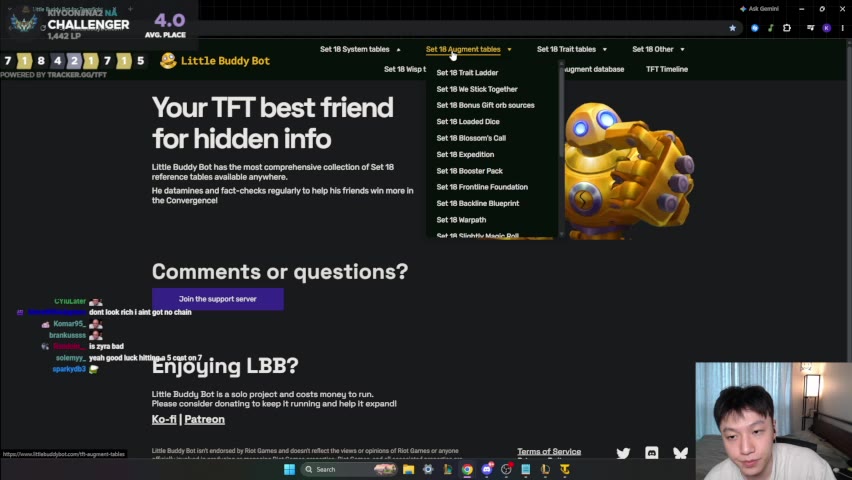 Ask Gemini
KIYOON#NA2 NA
CHALLENGER
1,442 LP
4.0
AVG. PLACE
7 1 8 4 2 1 7 1 5
POWERED BY TRACKER.GG/TFT
Little Buddy Bot
Set 18 System tables
Set 18 Augment tables
Set 18 Trait tables
Set 18 Other
Set 18 Wisp t
augment database
TFT Timeline
Set 18 Trait Ladder
Set 18 We Stick Together
Set 18 Bonus Gift orb sources
Set 18 Loaded Dice
Set 18 Blossom's Call
Set 18 Expedition
Set 18 Booster Pack
Set 18 Frontline Foundation
Set 18 Backline Blueprint
Set 18 Warpath
Set 18 Slightly Magic Roll
Your TFT best friend
for hidden info
Little Buddy Bot has the most comprehensive collection of Set 18
reference tables available anywhere.
He datamines and fact-checks regularly to help his friends win more in
the Convergence!
Comments or questions?
Join the support server
CYluLater
dont look rich i aint got no chain
Komar95_
brankussss
is zyra bad
solemyy_ yeah good luck hitting a 5 cost on 7
sparkydb3
Enjoying LBB?
Little Buddy Bot is a solo project and costs money to run.
Please consider donating to keep it running and help it expand!
Ko-fi | Patreon
Little Buddy Bot isn't endorsed by Riot Games and doesn't reflect the views or opinions of Riot Games or anyone
Terms of Service
https://www.littlebuddybot.com/tft-augment-tables
Search